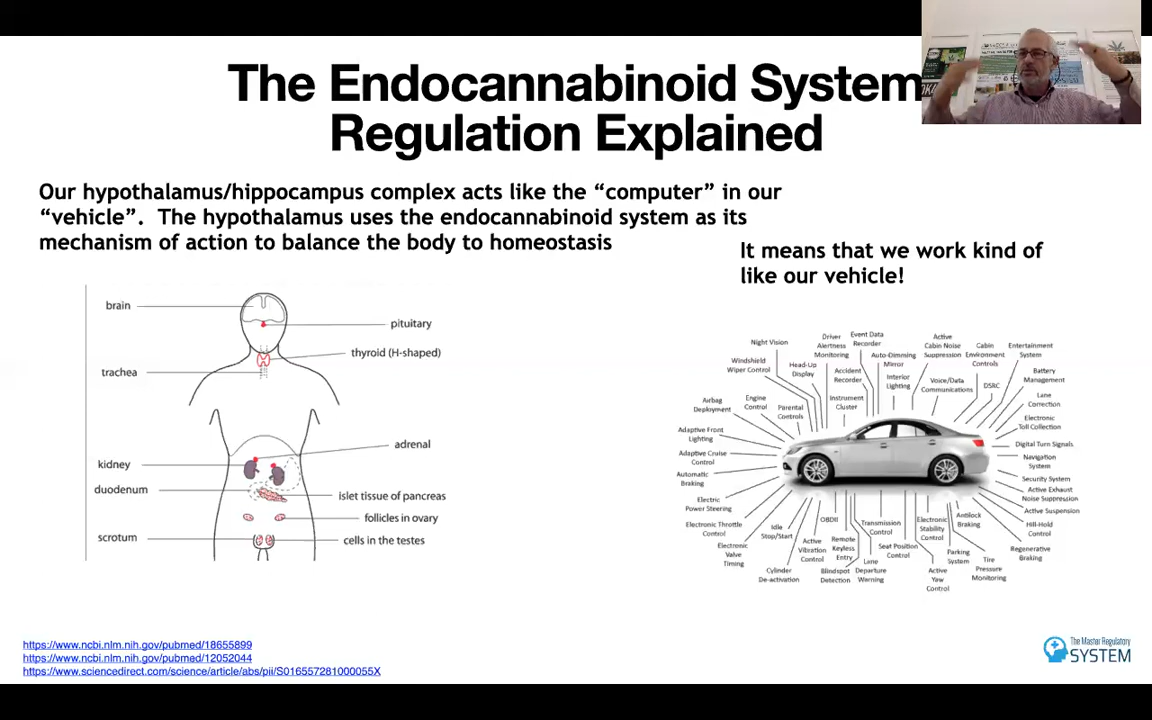 The Endocannabinoid System
Regulation Explained
Our hypothalamus/hippocampus complex acts like the “computer” in our
“vehicle”. The hypothalamus uses the endocannabinoid system as its
mechanism of action to balance the body to homeostasis
It means that we work kind of
like our vehicle!
brain
pituitary
thyroid (H-shaped)
trachea
adrenal
kidney
duodenum
islet tissue of pancreas
follicles in ovary
scrotum
cells in the testes
Night Vision
Driver
Alertness
Monitoring
Event Data
Recorder
Active
Cabin Noise
Suppression
Cabin
Environment
Controls
Entertainment
System
Windshield
Wiper Control
Head-Up
Display
Accident
Recorder
Auto-Dimming
Mirror
Interior
Lighting
Voice/Data
Communications
DSRC
Battery
Management
Lane
Correction
Airbag
Deployment
Engine
Control
Parental
Controls
Instrument
Cluster
Electronic
Toll Collection
Adaptive Front
Lighting
Digital Turn Signals
Adaptive Cruise
Control
Navigation
System
Automatic
Braking
Security System
Active Exhaust
Noise Suppression
Electric
Power Steering
Active Suspension
Electronic Throttle
Control
Idle
Stop/Start
OBDII
Transmission
Control
Electronic
Stability
Control
Antilock
Braking
Hill-Hold
Control
Electronic
Valve
Timing
Active
Vibration
Control
Remote
Keyless
Entry
Seat Position
Control
Parking
System
Regenerative
Braking
Cylinder
De-activation
Blindspot
Detection
Lane
Departure
Warning
Active
Yaw
Control
Tire
Pressure
Monitoring
https://www.ncbi.nlm.nih.gov/pubmed/18655899
https://www.ncbi.nlm.nih.gov/pubmed/12052044
https://www.sciencedirect.com/science/article/abs/pii/S016557281000055X
The Master Regulatory
SYSTEM